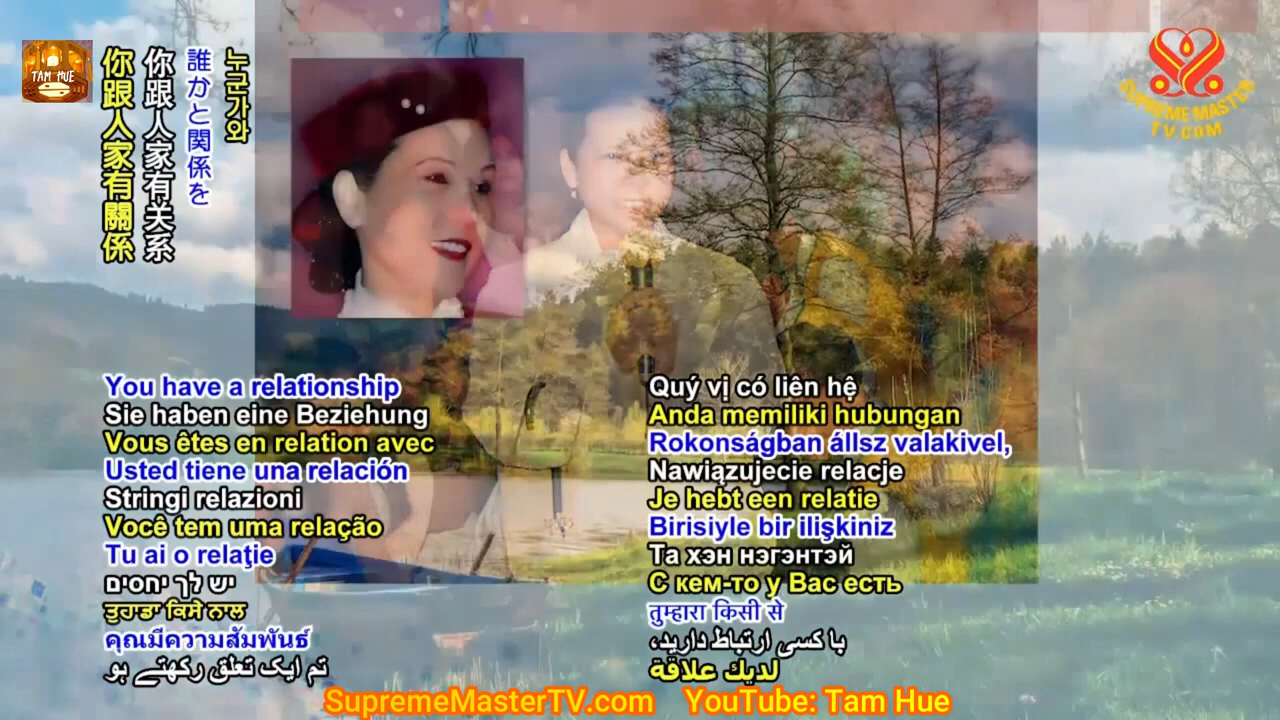 TAM HUE
누군가와
誰かと関係を
你跟人家有关系
你跟人家有關係
SUPREME MASTER
TV.COM
You have a relationship
Sie haben eine Beziehung
Vous êtes en relation avec
Usted tiene una relación
Stringi relazioni
Você tem uma relação
Tu ai o relaţie
יש לך יחסים
ਤੁਹਾਡਾ ਕਿਸੇ ਨਾਲ
คุณมีความสัมพันธ์
تم ایک تعلق رکھتے ہو
Quý vị có liên hệ
Anda memiliki hubungan
Rokonságban állsz valakivel,
Nawiązujecie relacje
Je hebt een relatie
Birisiyle bir ilişkiniz
Та хэн нэгэнтэй
С кем-то у Вас есть
तुम्हारा किसी से
با کسی ارتباط دارید،
لديك علاقة
SupremeMasterTV.com YouTube: Tam Hue